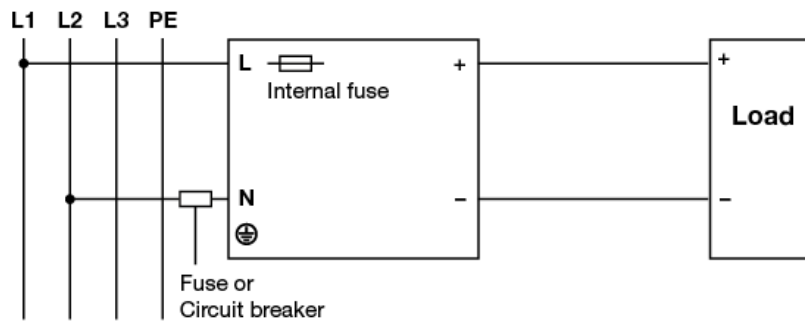 L1 L2 L3 PE
L
+
+
Internal fuse
Load
N
−
−
Fuse or
Circuit breaker